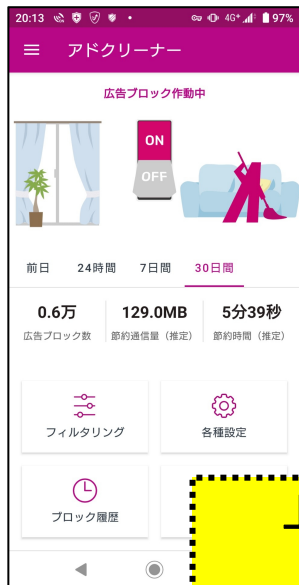 20:13 4G+ 97%
アドクリーナー
広告ブロック作動中
ON
OFF
前日 24時間 7日間 30日間
0.6万 129.0MB 5分39秒
広告ブロック数 節約通信量（推定） 節約時間（推定）
フィルタリング 各種設定
ブロック履歴